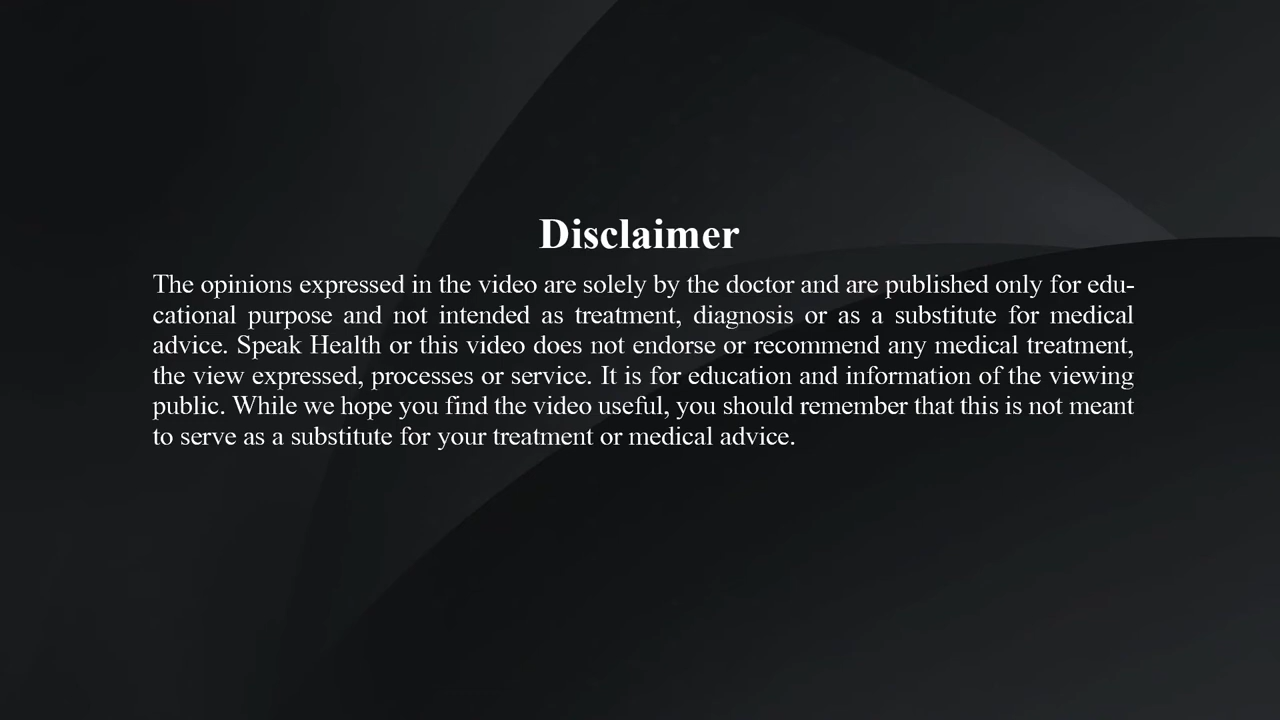 Disclaimer
The opinions expressed in the video are solely by the doctor and are published only for edu-
cational purpose and not intended as treatment, diagnosis or as a substitute for medical
advice. Speak Health or this video does not endorse or recommend any medical treatment,
the view expressed, processes or service. It is for education and information of the viewing
public. While we hope you find the video useful, you should remember that this is not meant
to serve as a substitute for your treatment or medical advice.